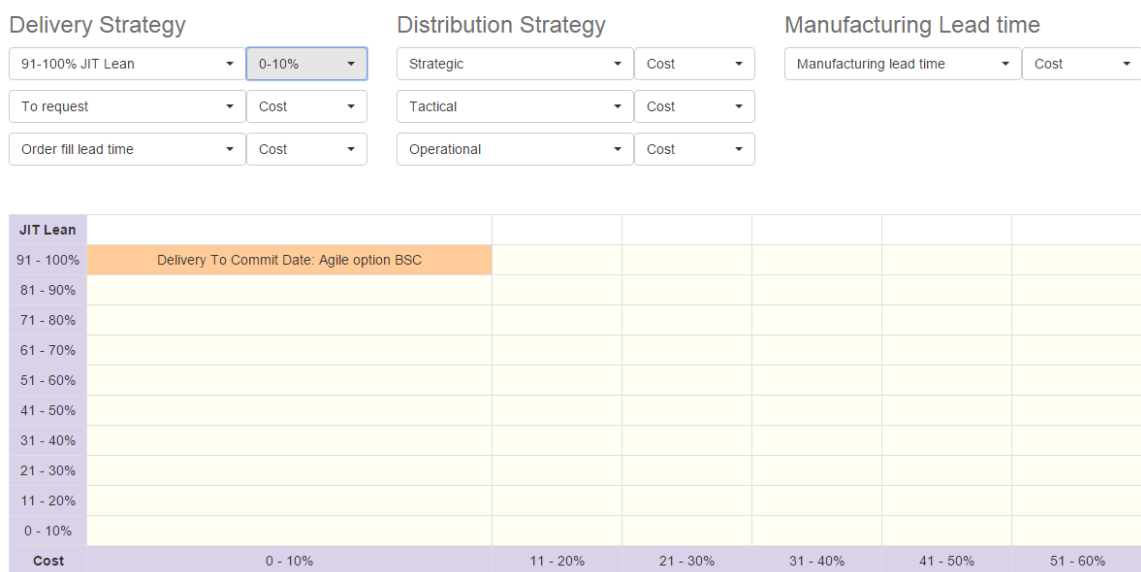 Delivery Strategy Distribution Strategy Manufacturing Lead time
91-100% JIT Lean 0-10% Strategic Cost Manufacturing lead time Cost
To request Cost Tactical Cost
Order fill lead time Cost Operational Cost
JIT Lean
91 - 100% Delivery To Commit Date: Agile option BSC
81 - 90%
71 - 80%
61 - 70%
51 - 60%
41 - 50%
31 - 40%
21 - 30%
11 - 20%
0 - 10%
Cost 0 - 10% 11 - 20% 21 - 30% 31 - 40% 41 - 50% 51 - 60%